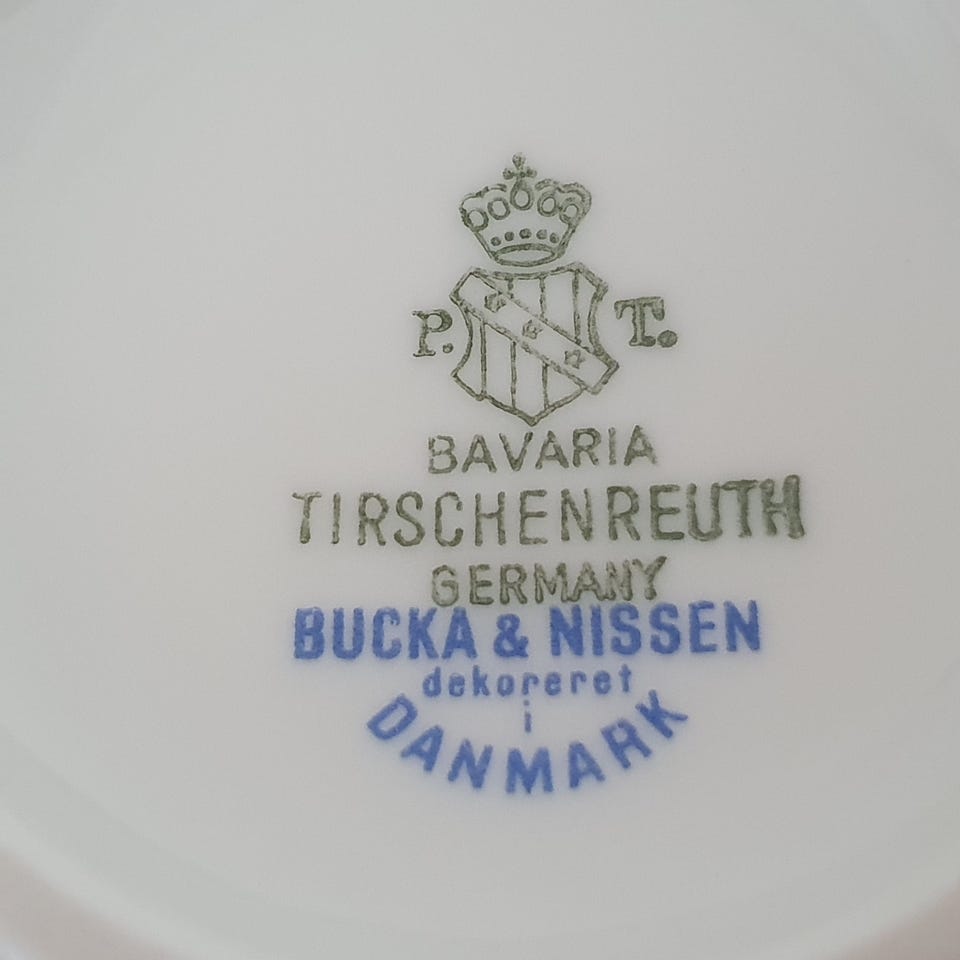 P. T.
BAVARIA
TIRSCHENREUTH
GERMANY
BUCKA & NISSEN
dekoreret
i
DANMARK